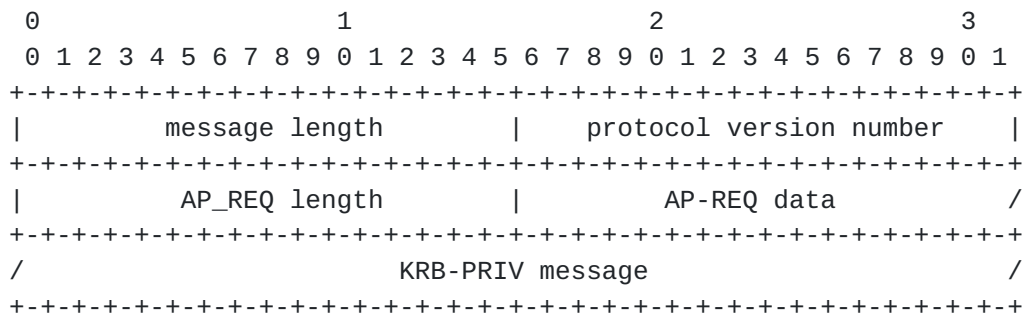 0                   1                   2                   3
 0 1 2 3 4 5 6 7 8 9 0 1 2 3 4 5 6 7 8 9 0 1 2 3 4 5 6 7 8 9 0 1
+-+-+-+-+-+-+-+-+-+-+-+-+-+-+-+-+-+-+-+-+-+-+-+-+-+-+-+-+-+-+-+-+
|         message length        |    protocol version number    |
+-+-+-+-+-+-+-+-+-+-+-+-+-+-+-+-+-+-+-+-+-+-+-+-+-+-+-+-+-+-+-+-+
|          AP_REQ length        |         AP-REQ data           /
+-+-+-+-+-+-+-+-+-+-+-+-+-+-+-+-+-+-+-+-+-+-+-+-+-+-+-+-+-+-+-+-+
/                        KRB-PRIV message                       /
+-+-+-+-+-+-+-+-+-+-+-+-+-+-+-+-+-+-+-+-+-+-+-+-+-+-+-+-+-+-+-+-+